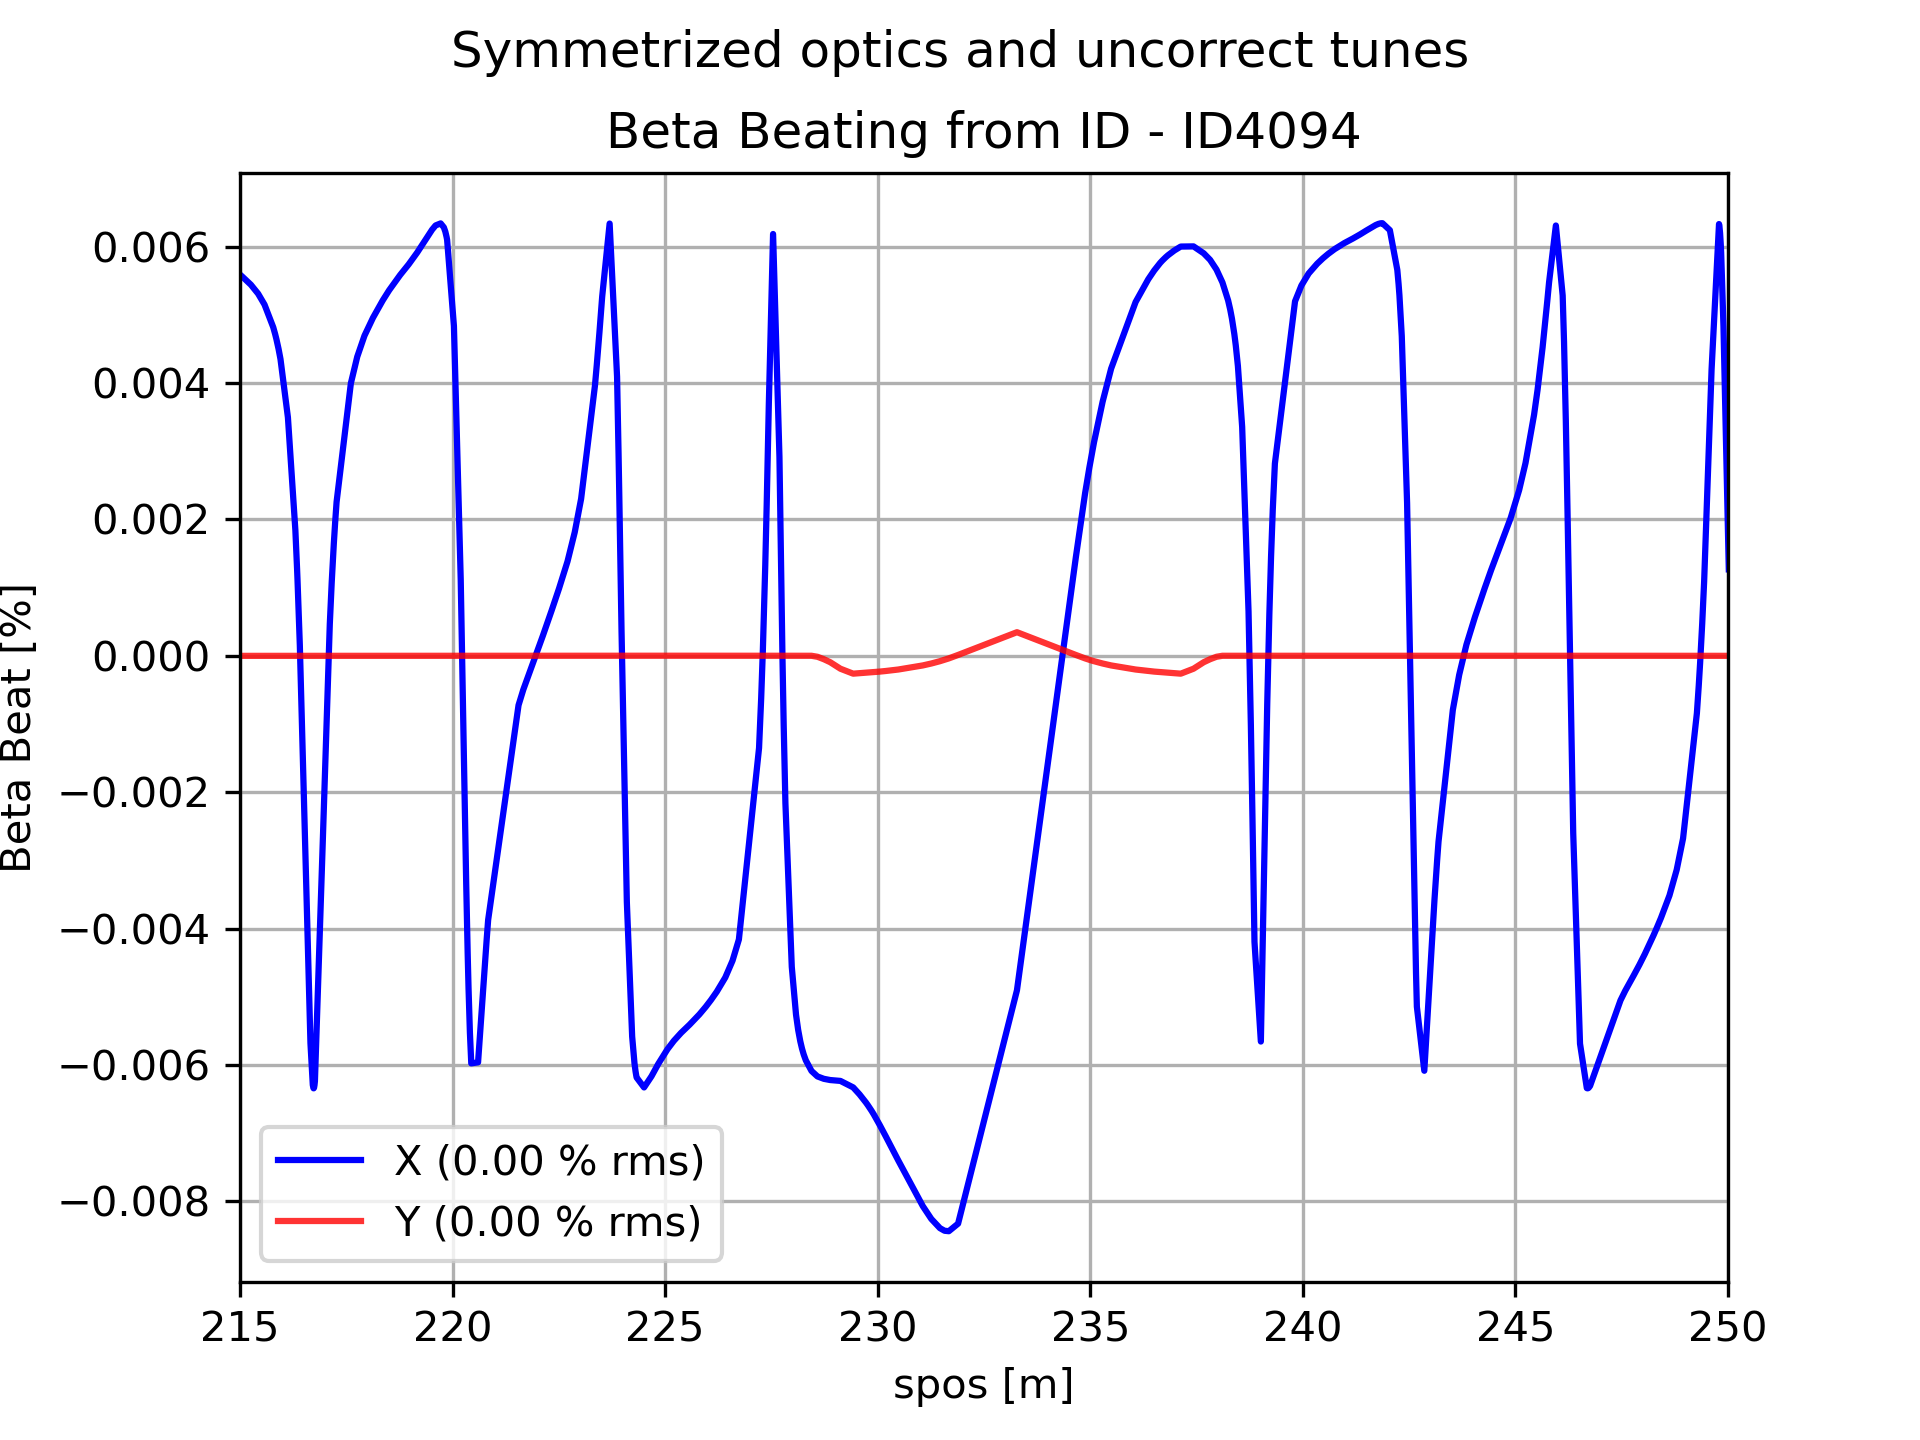 Symmetrized optics and uncorrect tunes
Beta Beating from ID - ID4094
Beta Beat [%]
0.006
0.004
0.002
0.000
−0.002
−0.004
−0.006
−0.008
X (0.00 % rms)
Y (0.00 % rms)
215 220 225 230 235 240 245 250
spos [m]